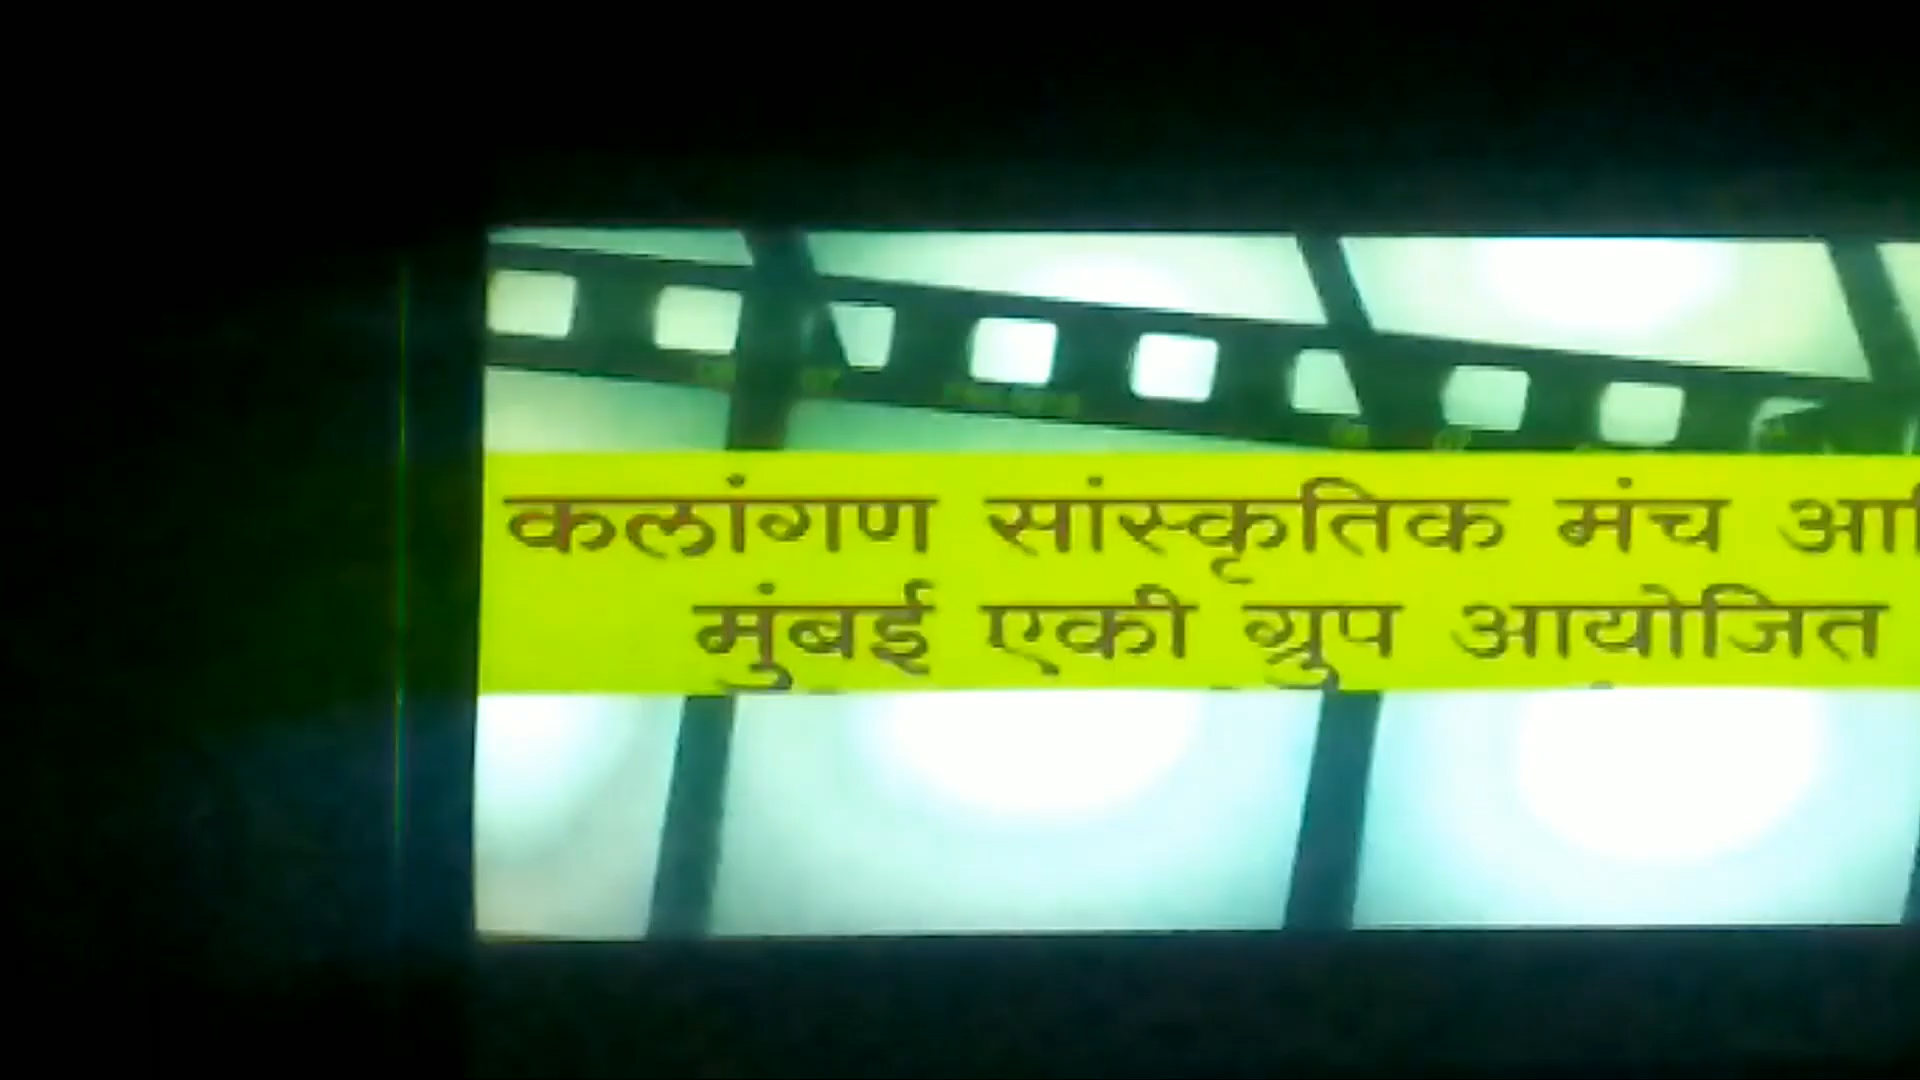 कलांगण सांस्कृतिक मंच
मुंबई एकी ग्रुप आयोजित